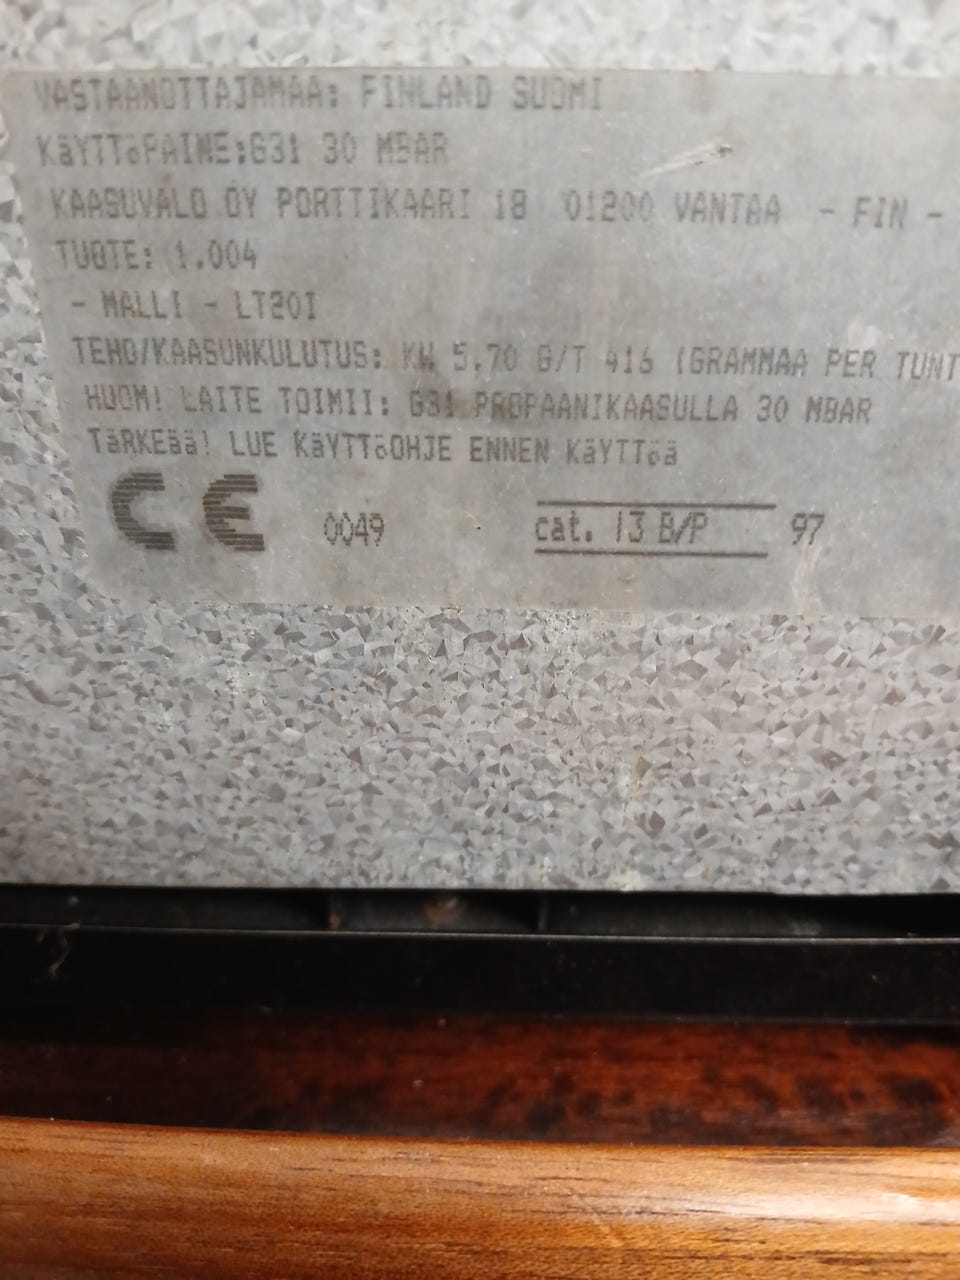 VASTAANOTTAJAMAA: FINLAND SUOMI
KäYTTöPAINE:G31 30 MBAR
KAASUVALO OY PORTTIKAARI 18 01200 VANTAA - FIN -
TUOTE: 1.004
- MALLI - LT20I
TEHO/KAASUNKULUTUS: KW 5,70 G/T 416 (GRAMMAA PER TUNT
HUOM! LAITE TOIMII: G31 PROPAANIKAASULLA 30 MBAR
TäRKEää! LUE KäYTTöOHJE ENNEN KäYTTöä
CE 0049 cat. I3 B/P 97